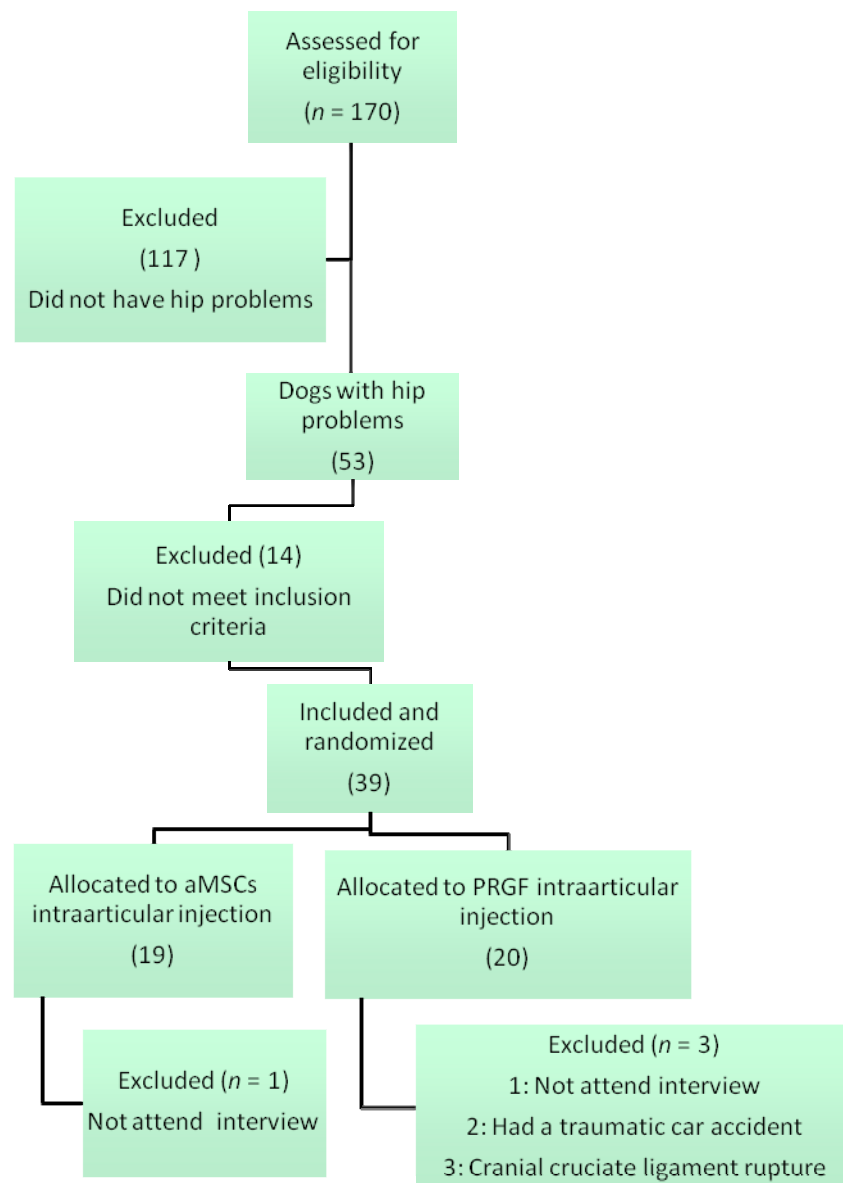 Assessed for
eligibility
(n = 170)
Excluded
(117 )
Did not have hip problems
Dogs with hip
problems
(53)
Excluded (14)
Did not meet inclusion
criteria
Included and
randomized
(39)
Allocated to aMSCs
intraarticular injection
(19)
Allocated to PRGF intraarticular
injection
(20)
Excluded (n = 1)
Not attend interview
Excluded (n = 3)
1: Not attend interview
2: Had a traumatic car accident
3: Cranial cruciate ligament rupture